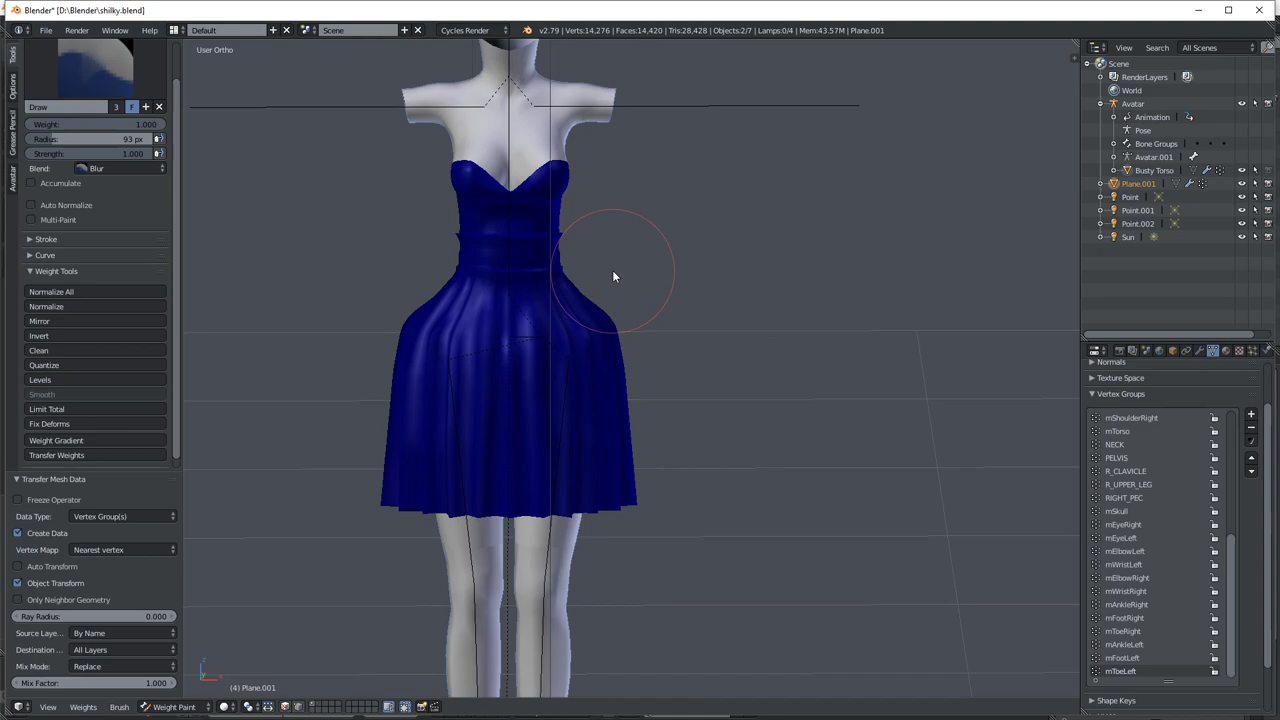 Blender* [D:\Blender\shilky.blend]
File Render Window Help Default Scene Cycles Render v2.79 | Verts:14,276 | Faces:14,420 | Tris:28,428 | Objects:2/7 | Lamps:0/4 | Mem:43.57M | Plane.001
User Ortho
Tools
Options
Grease Pencil
Avastar
Draw 3 F
Weight: 1.000
Radius: 93 px
Strength: 1.000
Blend: Blur
Accumulate
Auto Normalize
Multi-Paint
Stroke
Curve
Weight Tools
Normalize All
Normalize
Mirror
Invert
Clean
Quantize
Levels
Smooth
Limit Total
Fix Deforms
Weight Gradient
Transfer Weights
Transfer Mesh Data
Freeze Operator
Data Type: Vertex Group(s)
Create Data
Vertex Mapp Nearest vertex
Auto Transform
Object Transform
Only Neighbor Geometry
Ray Radius: 0.000
Source Laye... By Name
Destination ... All Layers
Mix Mode: Replace
Mix Factor: 1.000
z
y
x
(4) Plane.001
View Weights Brush Weight Paint
View Search All Scenes
Scene
RenderLayers
World
Avatar
Animation
Pose
Bone Groups
Avatar.001
Busty Torso
Plane.001
Point
Point.001
Point.002
Sun
Normals
Texture Space
Vertex Groups
mShoulderRight
mTorso
NECK
PELVIS
R_CLAVICLE
R_UPPER_LEG
RIGHT_PEC
mSkull
mEyeRight
mEyeLeft
mElbowLeft
mWristLeft
mElbowRight
mWristRight
mAnkleRight
mFootRight
mToeRight
mAnkleLeft
mFootLeft
mToeLeft
Shape Keys